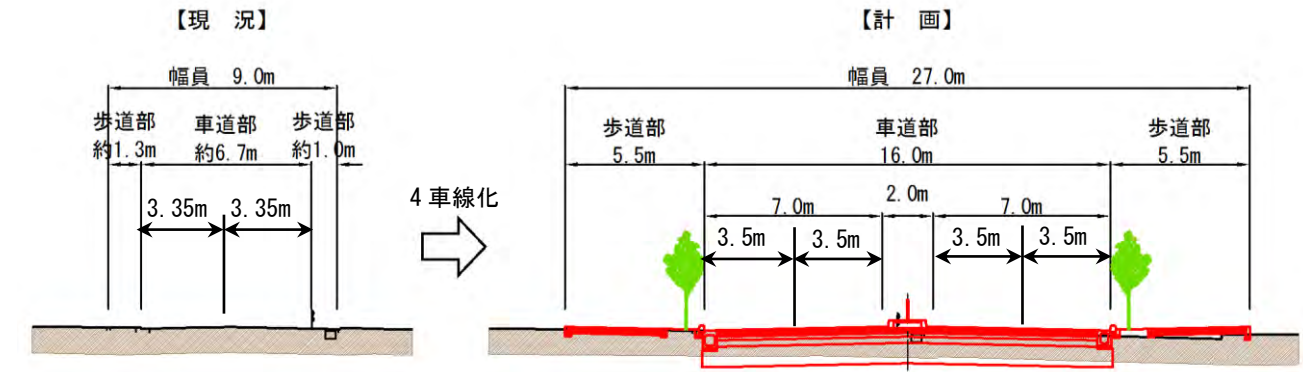 【現　況】
幅員　9.0m
歩道部
約1.3m
車道部
約6.7m
歩道部
約1.0m
3.35m
3.35m
4車線化
【計　画】
幅員　27.0m
歩道部
5.5m
車道部
16.0m
歩道部
5.5m
7.0m
2.0m
7.0m
3.5m
3.5m
3.5m
3.5m